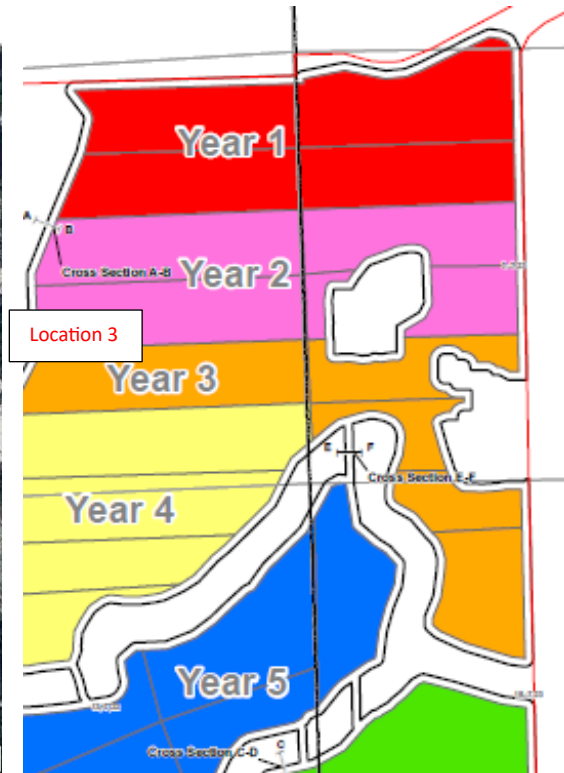 Year 1
A
B
Cross Section A-B
Year 2
Location 3
Year 3
E F
Cross Section E-F
Year 4
Year 5
Cross Section C-D
C